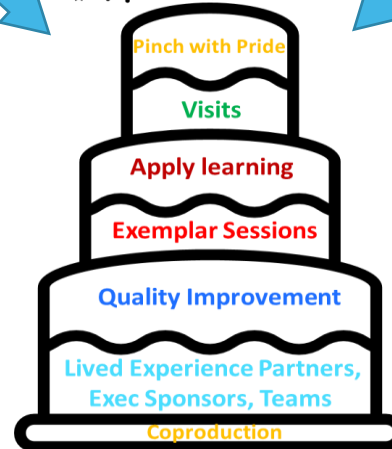 Pinch with Pride
Visits
Apply learning
Exemplar Sessions
Quality Improvement
Lived Experience Partners,
Exec Sponsors, Teams
Coproduction